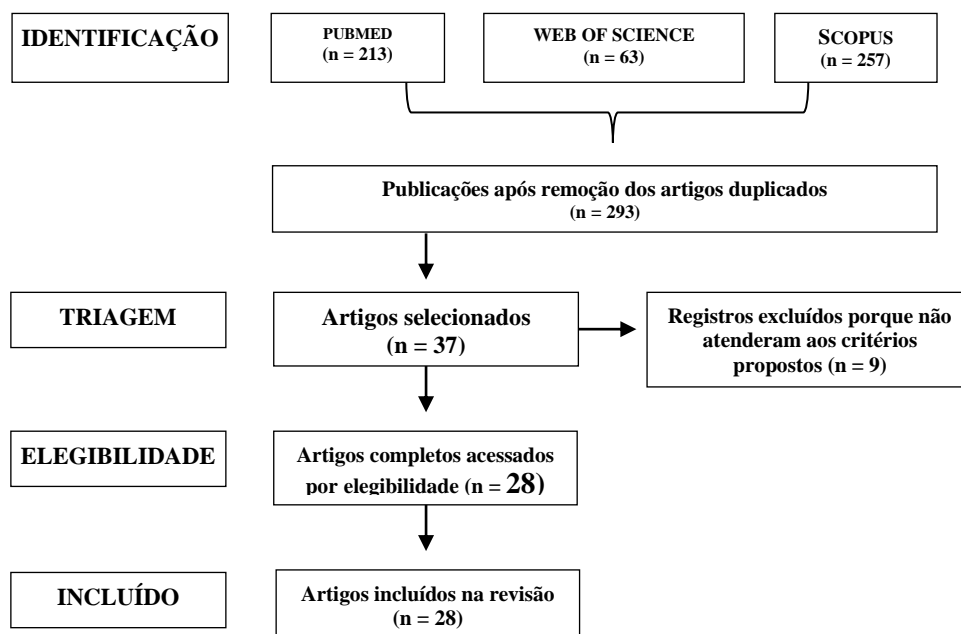 IDENTIFICAÇÃO
PUBMED
(n = 213)
WEB OF SCIENCE
(n = 63)
SCOPUS
(n = 257)
Publicações após remoção dos artigos duplicados
(n = 293)
TRIAGEM
Artigos selecionados
(n = 37)
Registros excluídos porque não
atenderam aos critérios
propostos (n = 9)
ELEGIBILIDADE
Artigos completos acessados
por elegibilidade (n = 28)
INCLUÍDO
Artigos incluídos na revisão
(n = 28)